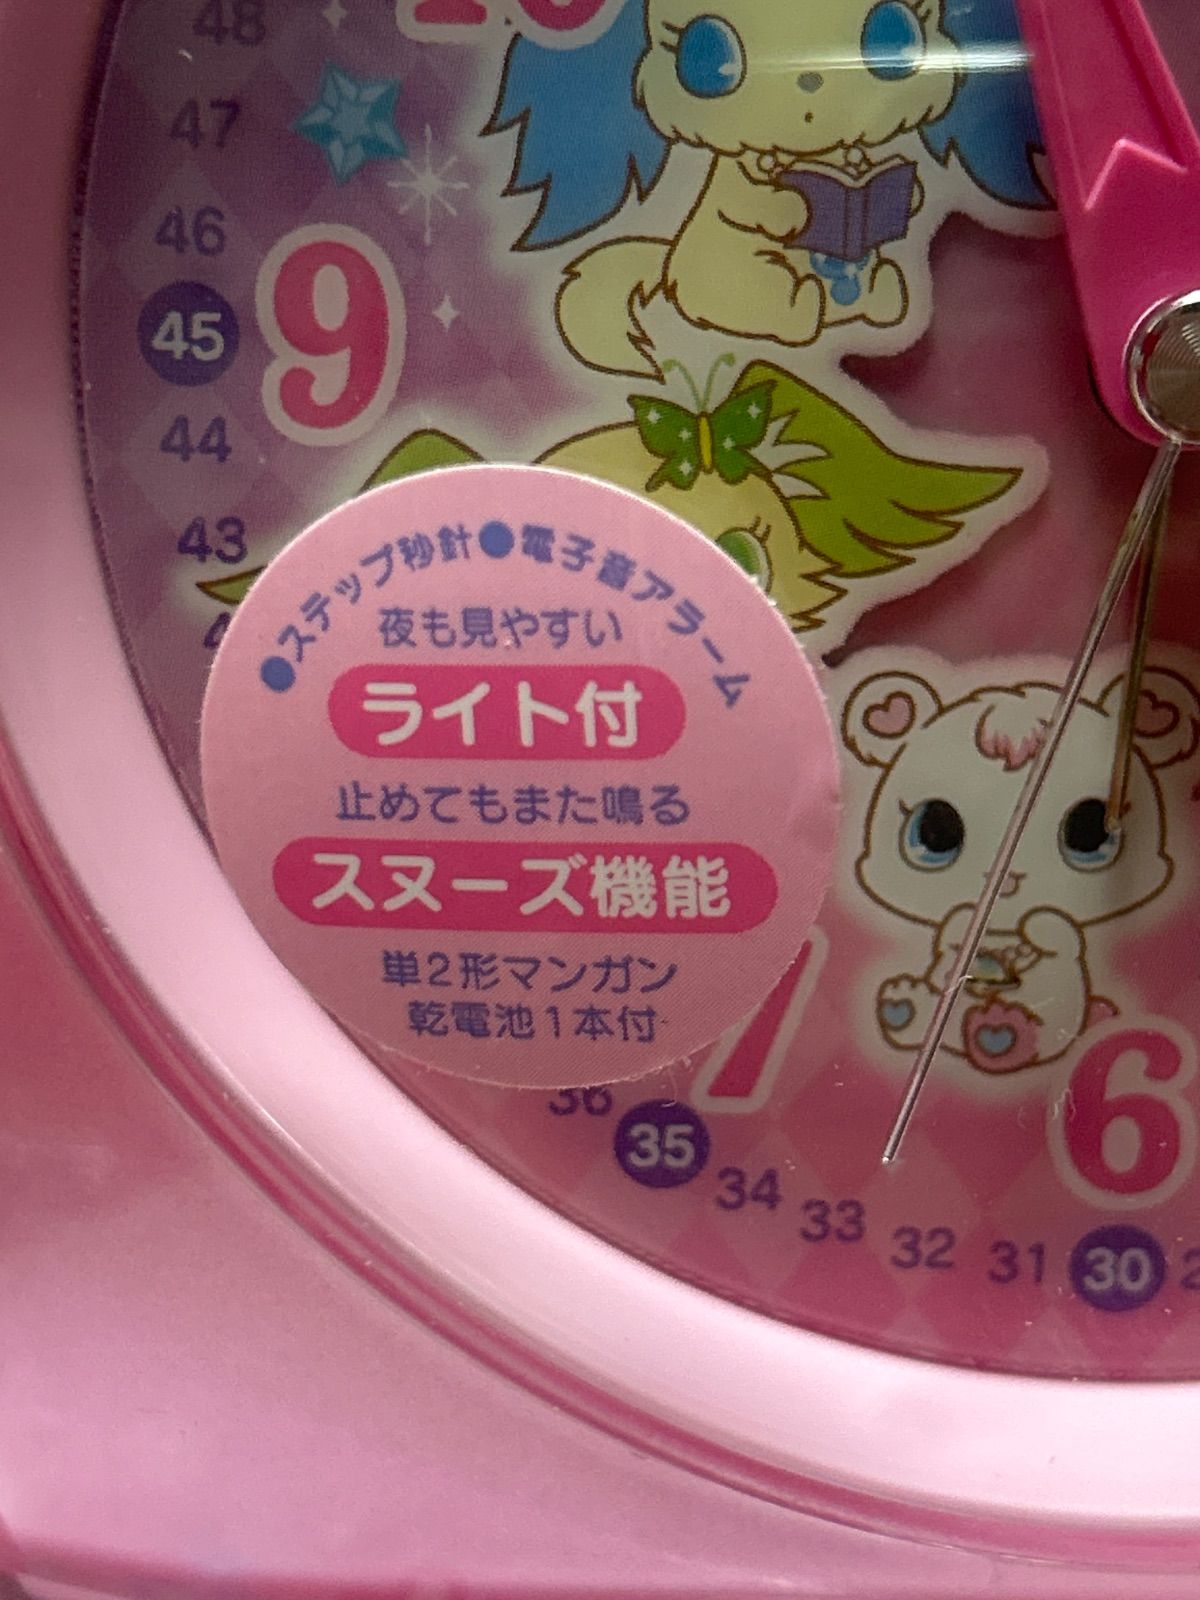 48
47
46
45
9
44
43
●ステップ秒針●電子音アラーム
夜も見やすい
ライト付
止めてもまた鳴る
スヌーズ機能
単2形マンガン
乾電池1本付
7
6
36
35
34
33
32
31
30